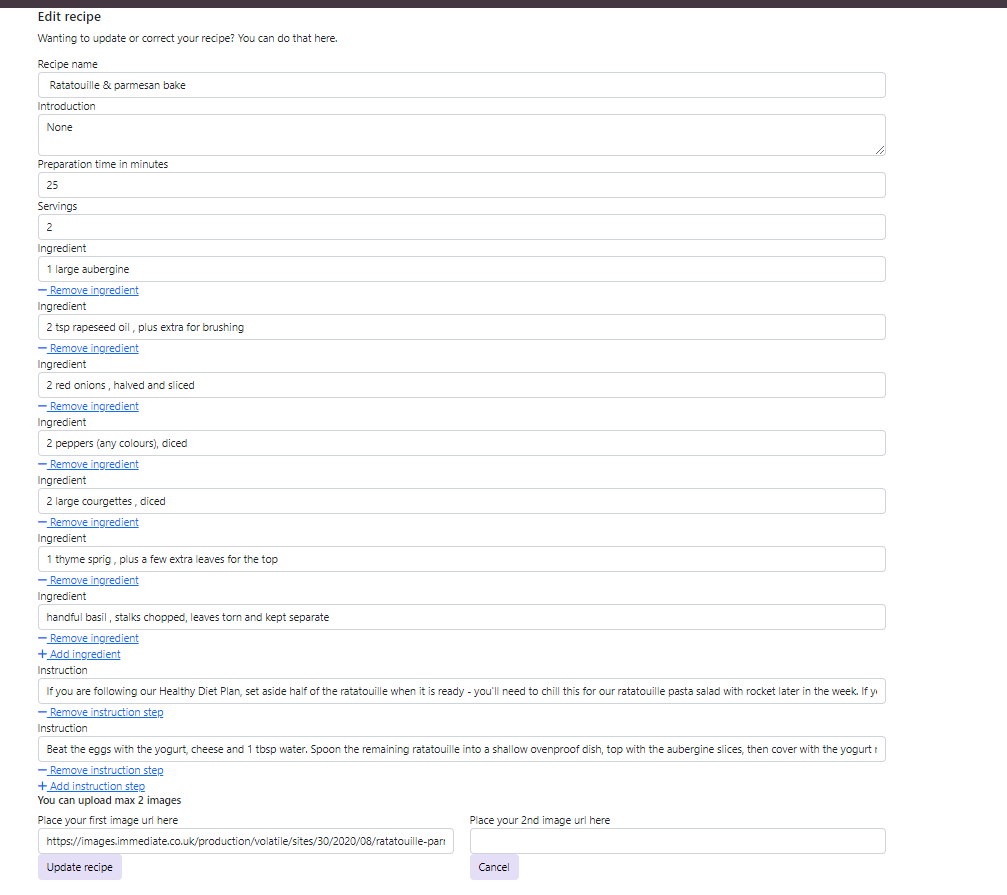 Edit recipe
Wanting to update or correct your recipe? You can do that here.
Recipe name
Ratatouille & parmesan bake
Introduction
None
Preparation time in minutes
25
Servings
2
Ingredient
1 large aubergine
— Remove ingredient
Ingredient
2 tsp rapeseed oil , plus extra for brushing
— Remove ingredient
Ingredient
2 red onions , halved and sliced
— Remove ingredient
Ingredient
2 peppers (any colours), diced
— Remove ingredient
Ingredient
2 large courgettes , diced
— Remove ingredient
Ingredient
1 thyme sprig , plus a few extra leaves for the top
— Remove ingredient
Ingredient
handful basil , stalks chopped, leaves torn and kept separate
— Remove ingredient
+ Add ingredient
Instruction
If you are following our Healthy Diet Plan, set aside half of the ratatouille when it is ready - you'll need to chill this for our ratatouille pasta salad with rocket later in the week. If
— Remove instruction step
Instruction
Beat the eggs with the yogurt, cheese and 1 tbsp water. Spoon the remaining ratatouille into a shallow ovenproof dish, top with the aubergine slices, then cover with the yogurt
— Remove instruction step
+ Add instruction step
You can upload max 2 images
Place your first image url here
Place your 2nd image url here
https://images.immediate.co.uk/production/volatile/sites/30/2020/08/ratatouille-parr
Update recipe
Cancel